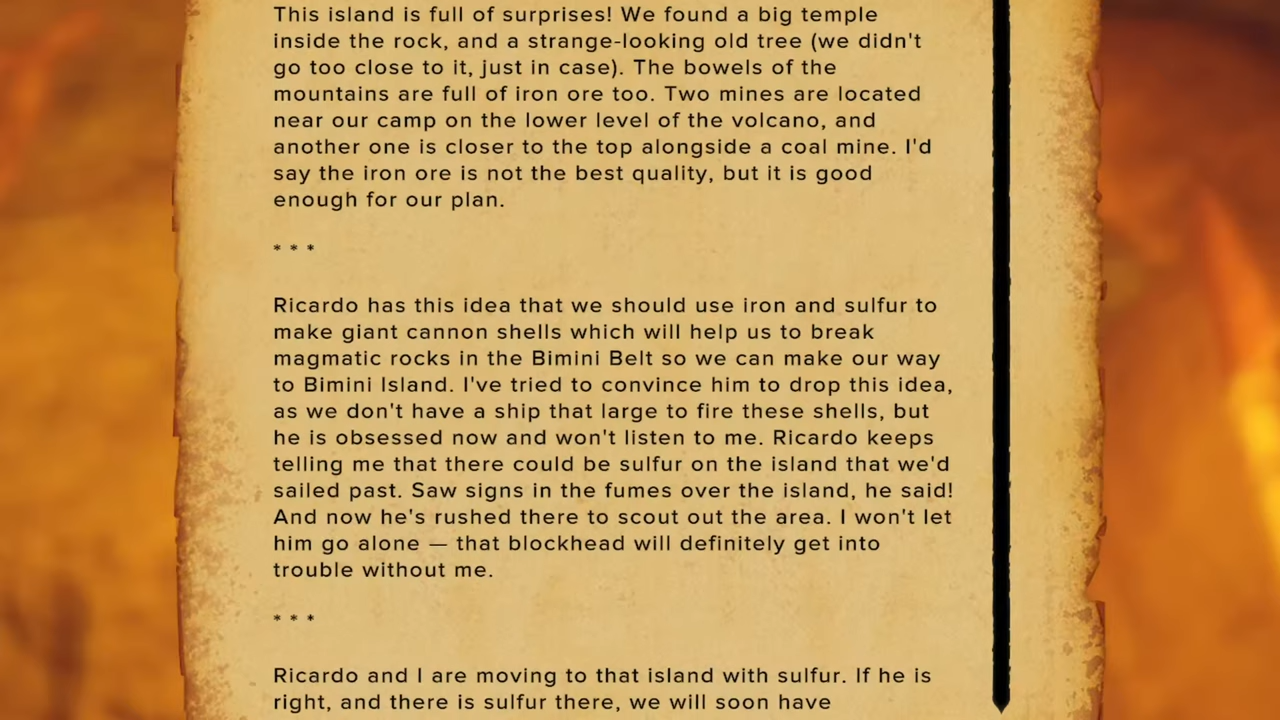 This island is full of surprises! We found a big temple
inside the rock, and a strange-looking old tree (we didn't
go too close to it, just in case). The bowels of the
mountains are full of iron ore too. Two mines are located
near our camp on the lower level of the volcano, and
another one is closer to the top alongside a coal mine. I'd
say the iron ore is not the best quality, but it is good
enough for our plan.
* * *
Ricardo has this idea that we should use iron and sulfur to
make giant cannon shells which will help us to break
magmatic rocks in the Bimini Belt so we can make our way
to Bimini Island. I've tried to convince him to drop this idea,
as we don't have a ship that large to fire these shells, but
he is obsessed now and won't listen to me. Ricardo keeps
telling me that there could be sulfur on the island that we'd
sailed past. Saw signs in the fumes over the island, he said!
And now he's rushed there to scout out the area. I won't let
him go alone — that blockhead will definitely get into
trouble without me.
* * *
Ricardo and I are moving to that island with sulfur. If he is
right, and there is sulfur there, we will soon have